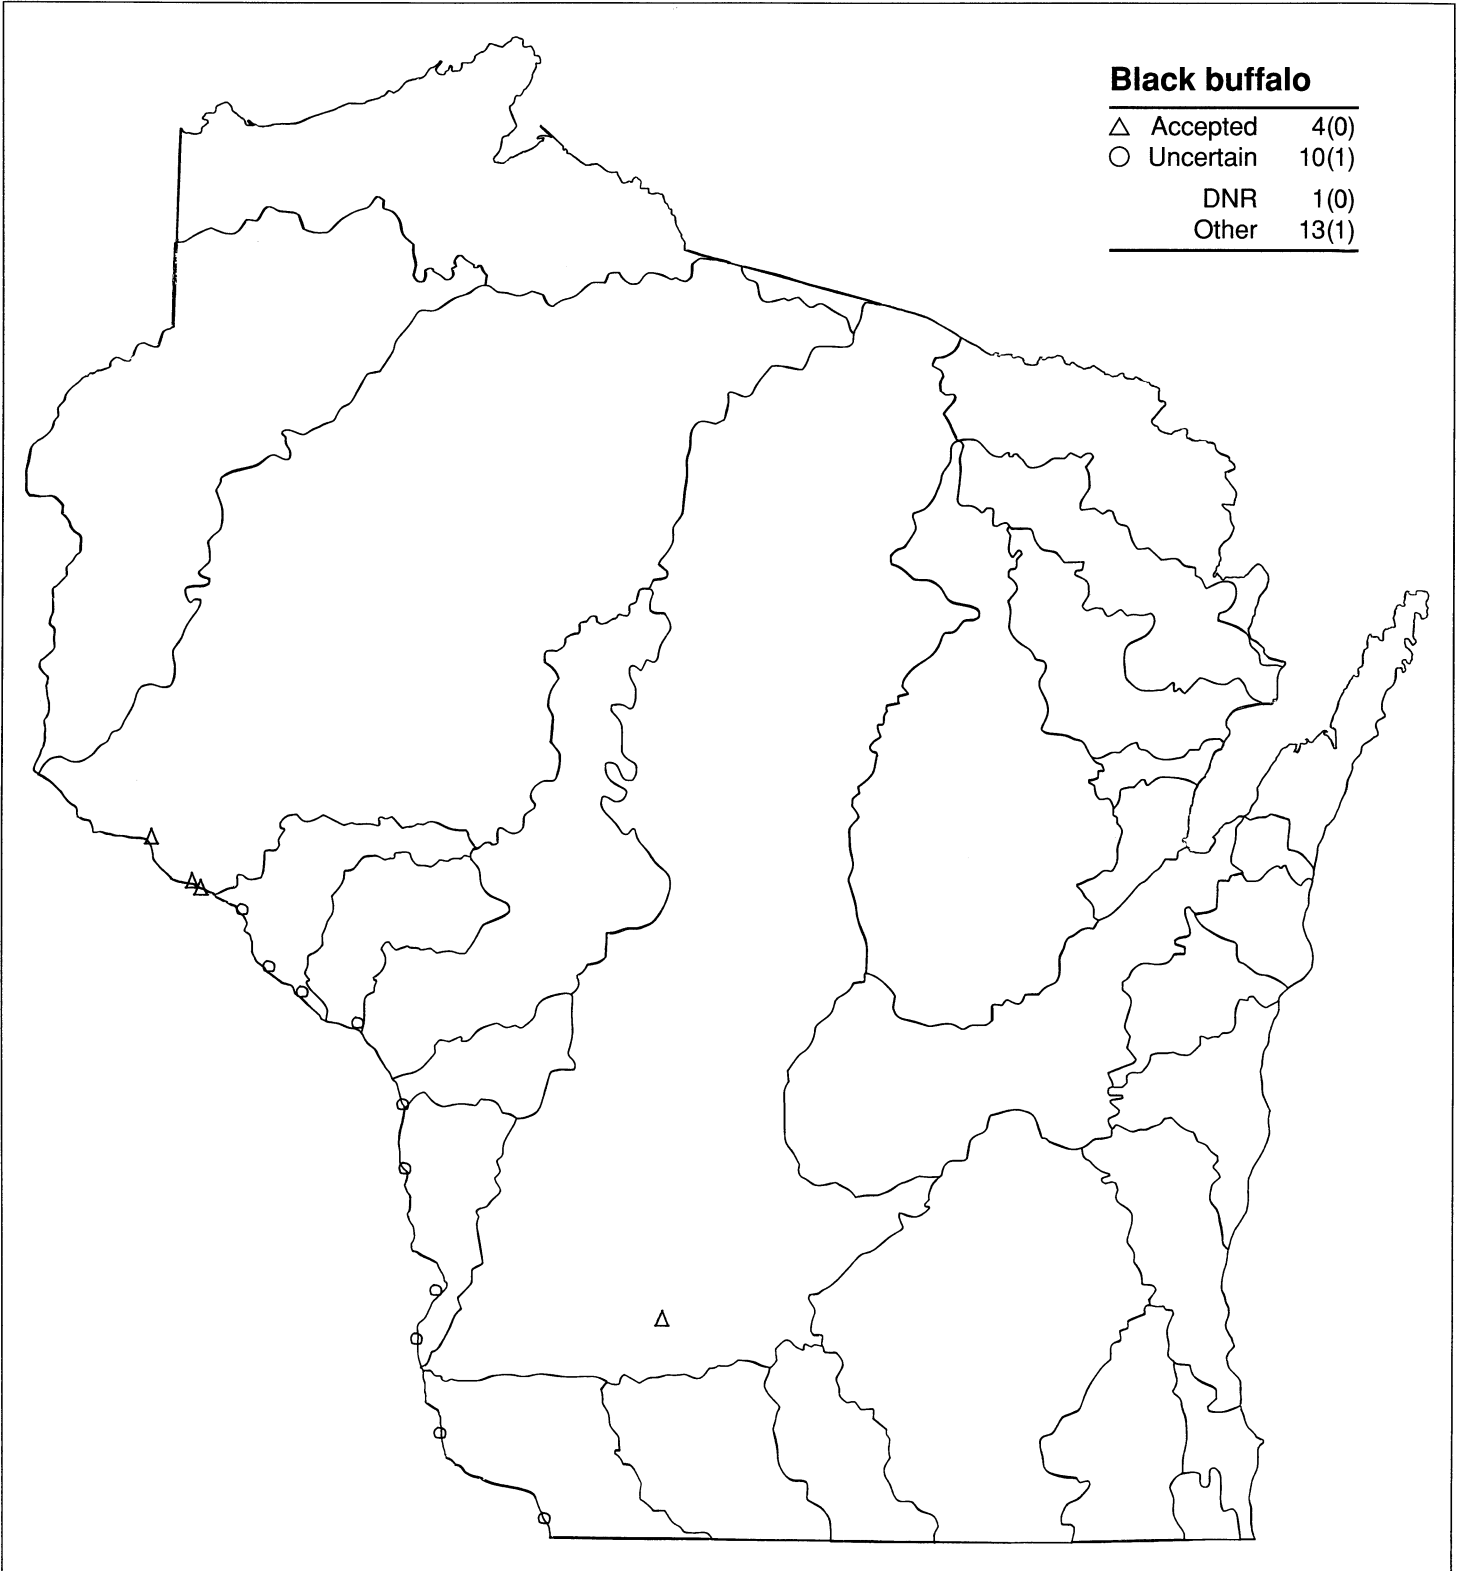 Black buffalo
△ Accepted 4(0)
○ Uncertain 10(1)
DNR 1(0)
Other 13(1)